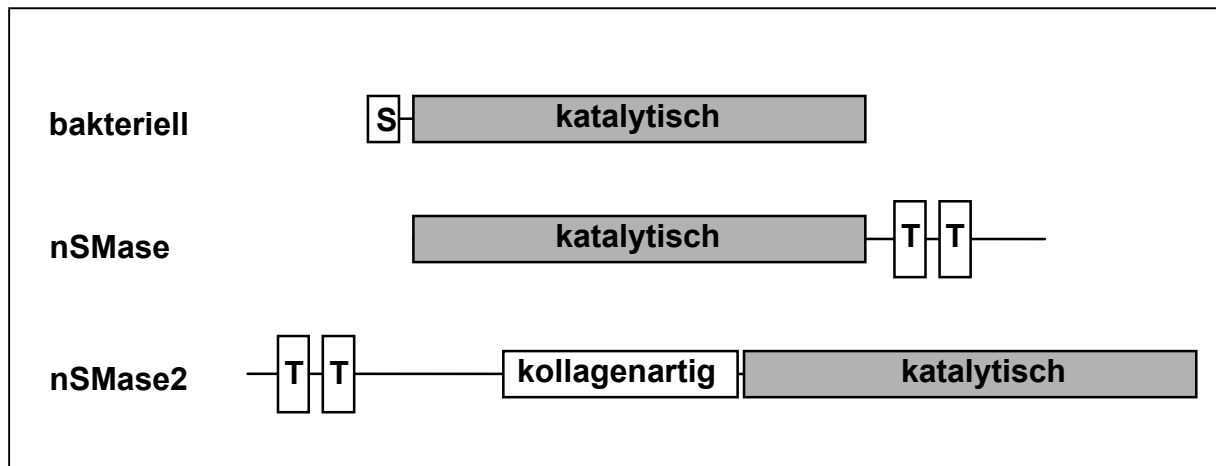 bakteriell S katalytisch
nSMase katalytisch T T
nSMase2 T T kollagenartig katalytisch